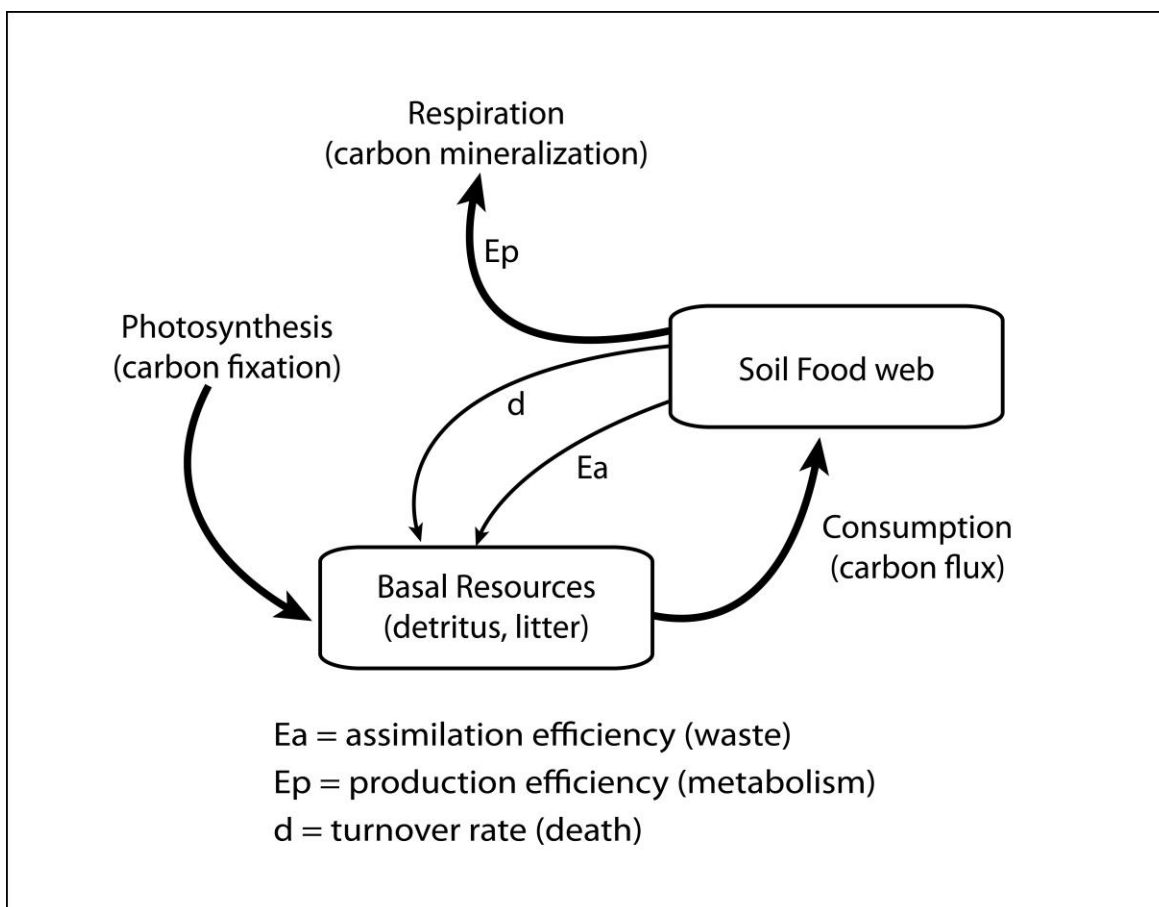 Respiration
(carbon mineralization)
Ep
Photosynthesis
(carbon fixation)
Soil Food web
d
Ea
Consumption
(carbon flux)
Basal Resources
(detritus, litter)
Ea = assimilation efficiency (waste)
Ep = production efficiency (metabolism)
d = turnover rate (death)